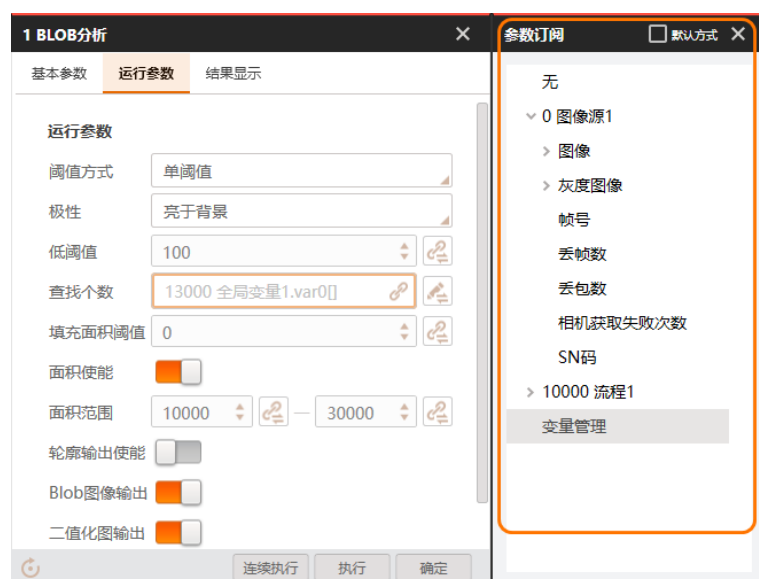 1 BLOB分析
基本参数 运行参数 结果显示
运行参数
阈值方式 单阈值
极性 亮于背景
低阈值 100
查找个数 13000 全局变量1.var0[]
填充面积阈值 0
面积使能
面积范围 10000 — 30000
轮廓输出使能
Blob图像输出
二值化图输出
连续执行 执行 确定
参数订阅 默认方式
无
0 图像源1
图像
灰度图像
帧号
丢帧数
丢包数
相机获取失败次数
SN码
10000 流程1
变量管理